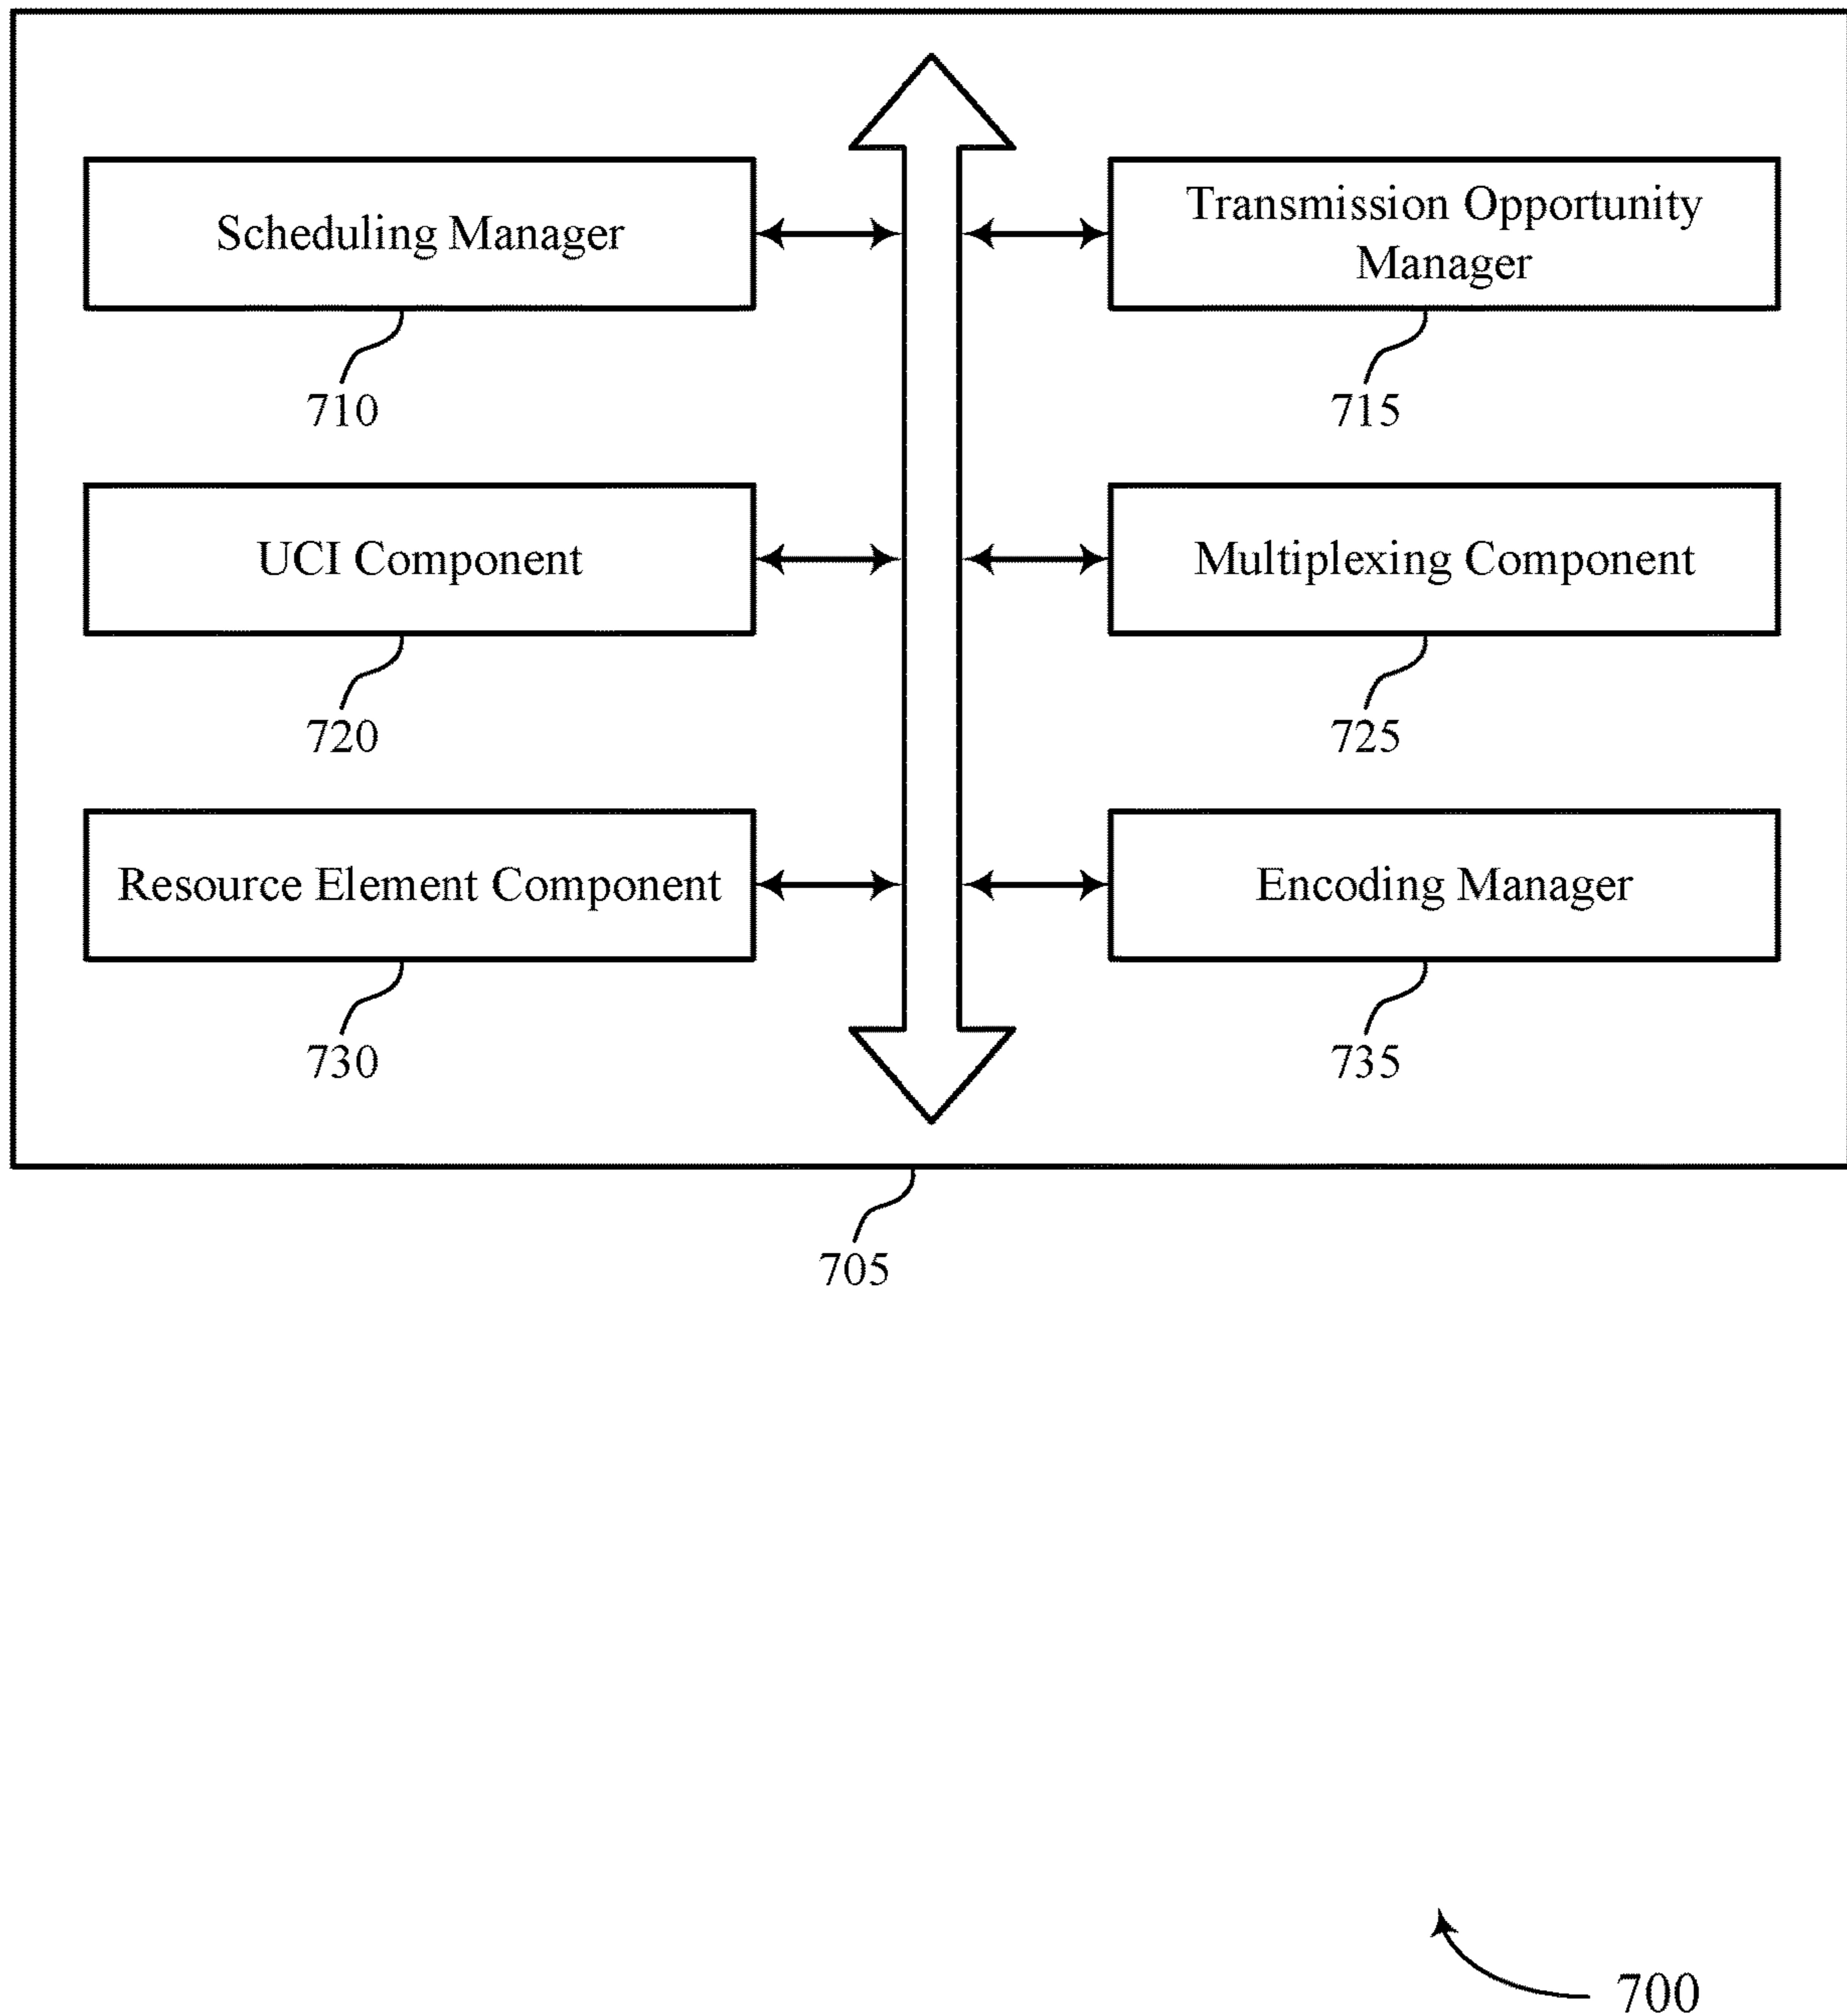 Scheduling Manager
Transmission Opportunity
Manager
710
715
UCI Component
Multiplexing Component
720
725
Resource Element Component
Encoding Manager
730
735
705
700